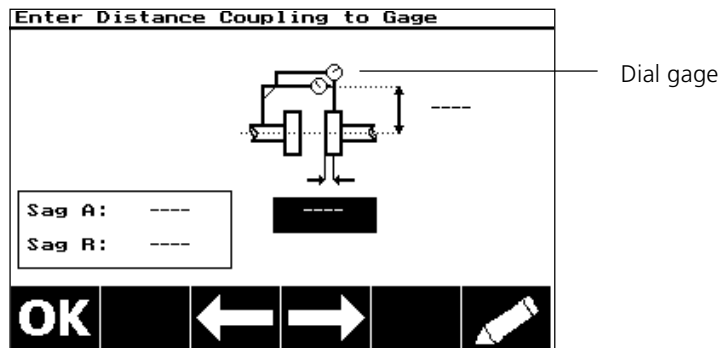 Enter Distance Coupling to Gage
Dial gage
----
----
Sag A: ----
Sag R: ----
OK